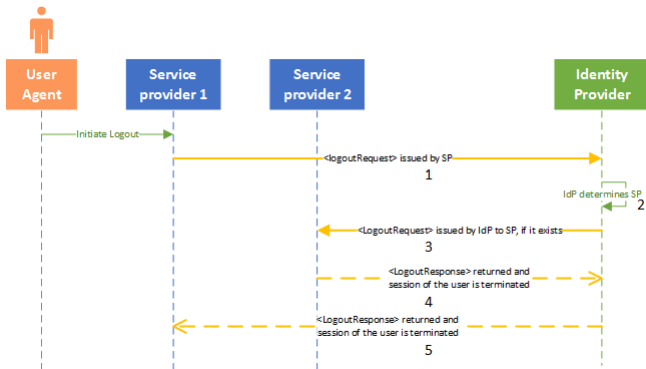 User
Agent
Service
provider 1
Service
provider 2
Identity
Provider
Initiate Logout
<logoutRequest> issued by SP
1
IdP determines SP
2
<LogoutRequest> issued by IdP to SP, if it exists
3
<LogoutResponse> returned and
session of the user is terminated
4
<LogoutResponse> returned and
session of the user is terminated
5